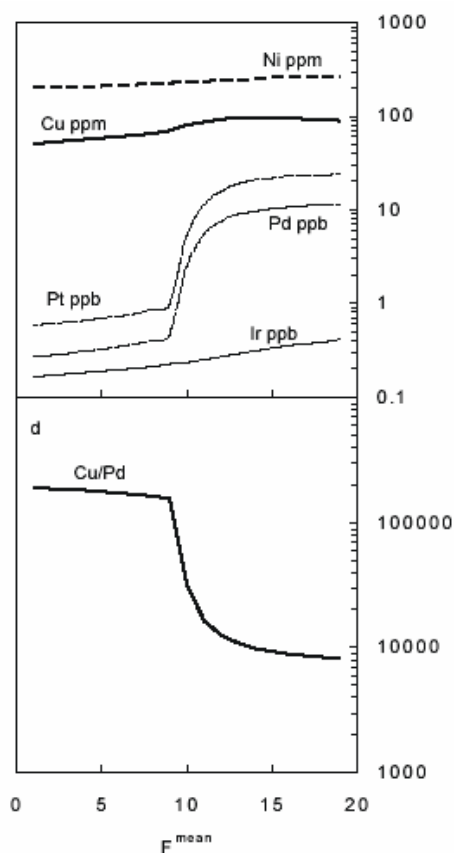 1000
Ni ppm
Cu ppm
100
10
Pd ppb
Pt ppb
1
Ir ppb
0.1
d
Cu/Pd
100000
10000
1000
0 5 10 15 20
F mean